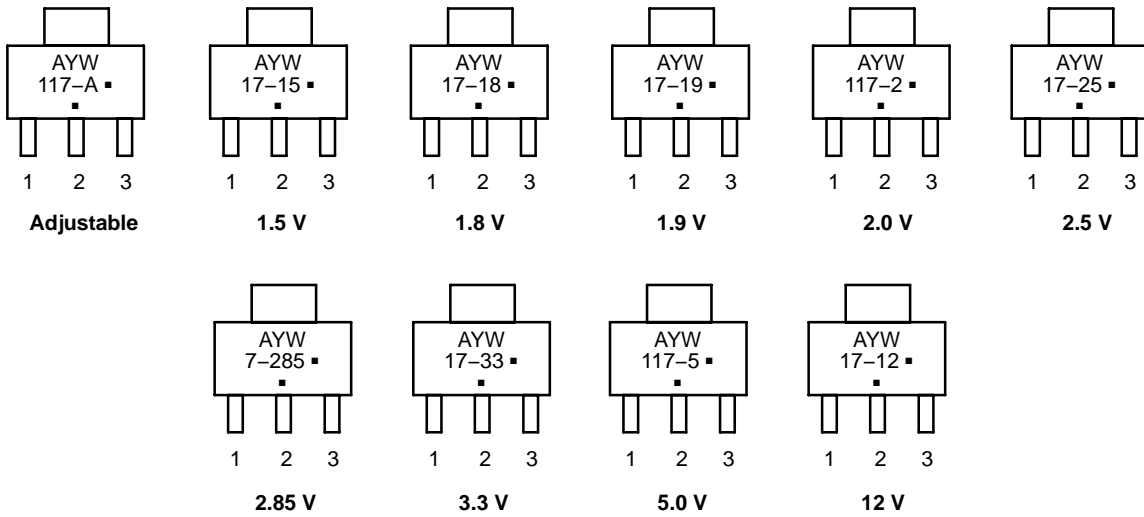 AYW AYW AYW AYW AYW AYW
117–A ▪ 17–15 ▪ 17–18 ▪ 17–19 ▪ 117–2 ▪ 17–25 ▪
1 2 3 1 2 3 1 2 3 1 2 3 1 2 3 1 2 3
Adjustable 1.5 V 1.8 V 1.9 V 2.0 V 2.5 V
AYW AYW AYW AYW
7–285 ▪ 17–33 ▪ 117–5 ▪ 17–12 ▪
1 2 3 1 2 3 1 2 3 1 2 3
2.85 V 3.3 V 5.0 V 12 V